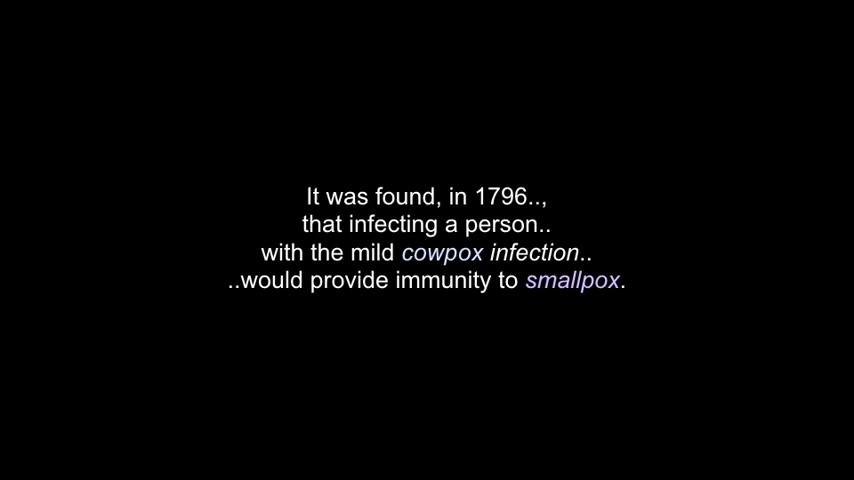 It was found, in 1796..,
that infecting a person..
with the mild cowpox infection..
..would provide immunity to smallpox.